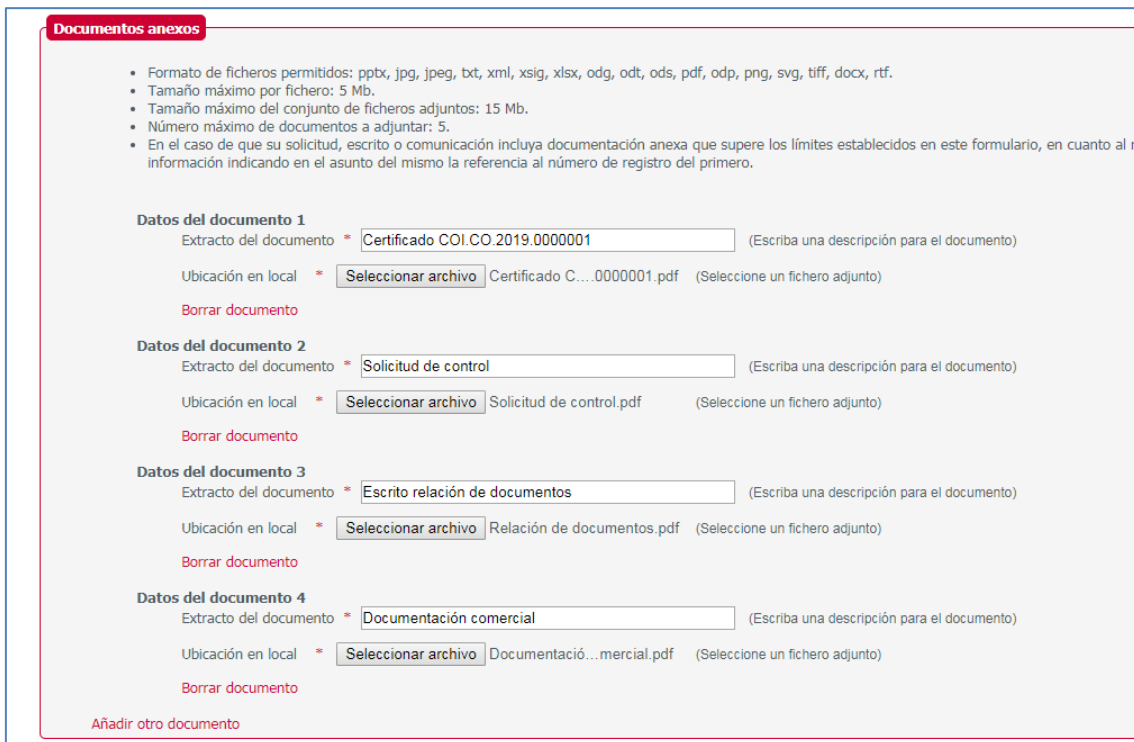 Documentos anexos
• Formato de ficheros permitidos: pptx, jpg, jpeg, txt, xml, xsig, xlsx, odg, odt, ods, pdf, odp, png, svg, tiff, docx, rtf.
• Tamaño máximo por fichero: 5 Mb.
• Tamaño máximo del conjunto de ficheros adjuntos: 15 Mb.
• Número máximo de documentos a adjuntar: 5.
• En el caso de que su solicitud, escrito o comunicación incluya documentación anexa que supere los límites establecidos en este formulario, en cuanto al
información indicando en el asunto del mismo la referencia al número de registro del primero.
Datos del documento 1
Extracto del documento * Certificado COI.CO.2019.0000001 (Escriba una descripción para el documento)
Ubicación en local * Seleccionar archivo Certificado C....0000001.pdf (Seleccione un fichero adjunto)
Borrar documento
Datos del documento 2
Extracto del documento * Solicitud de control (Escriba una descripción para el documento)
Ubicación en local * Seleccionar archivo Solicitud de control.pdf (Seleccione un fichero adjunto)
Borrar documento
Datos del documento 3
Extracto del documento * Escrito relación de documentos (Escriba una descripción para el documento)
Ubicación en local * Seleccionar archivo Relación de documentos.pdf (Seleccione un fichero adjunto)
Borrar documento
Datos del documento 4
Extracto del documento * Documentación comercial (Escriba una descripción para el documento)
Ubicación en local * Seleccionar archivo Documentació...mercial.pdf (Seleccione un fichero adjunto)
Borrar documento
Añadir otro documento